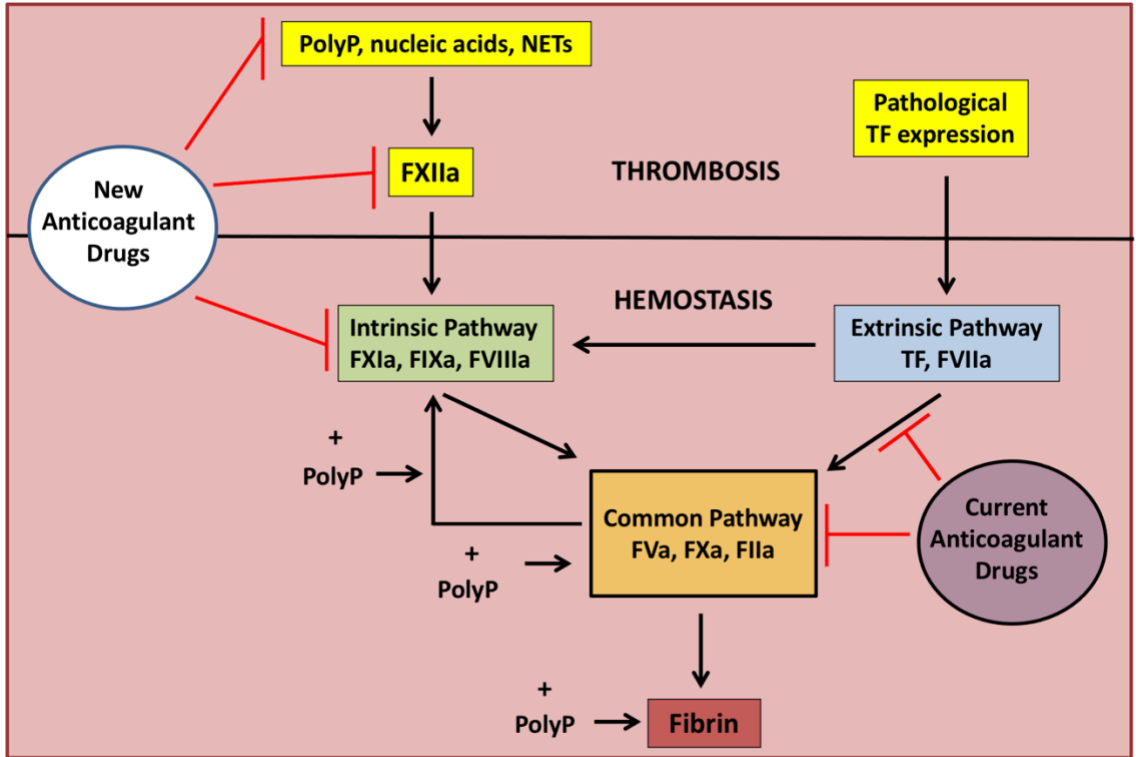 PolyP, nucleic acids, NETs
Pathological
TF expression
FXIIa
THROMBOSIS
New
Anticoagulant
Drugs
HEMOSTASIS
Intrinsic Pathway
FXIa, FIXa, FVIIIa
Extrinsic Pathway
TF, FVIIa
+
PolyP
Common Pathway
FVa, FXa, FIIa
Current
Anticoagulant
Drugs
+
PolyP
+
PolyP
Fibrin